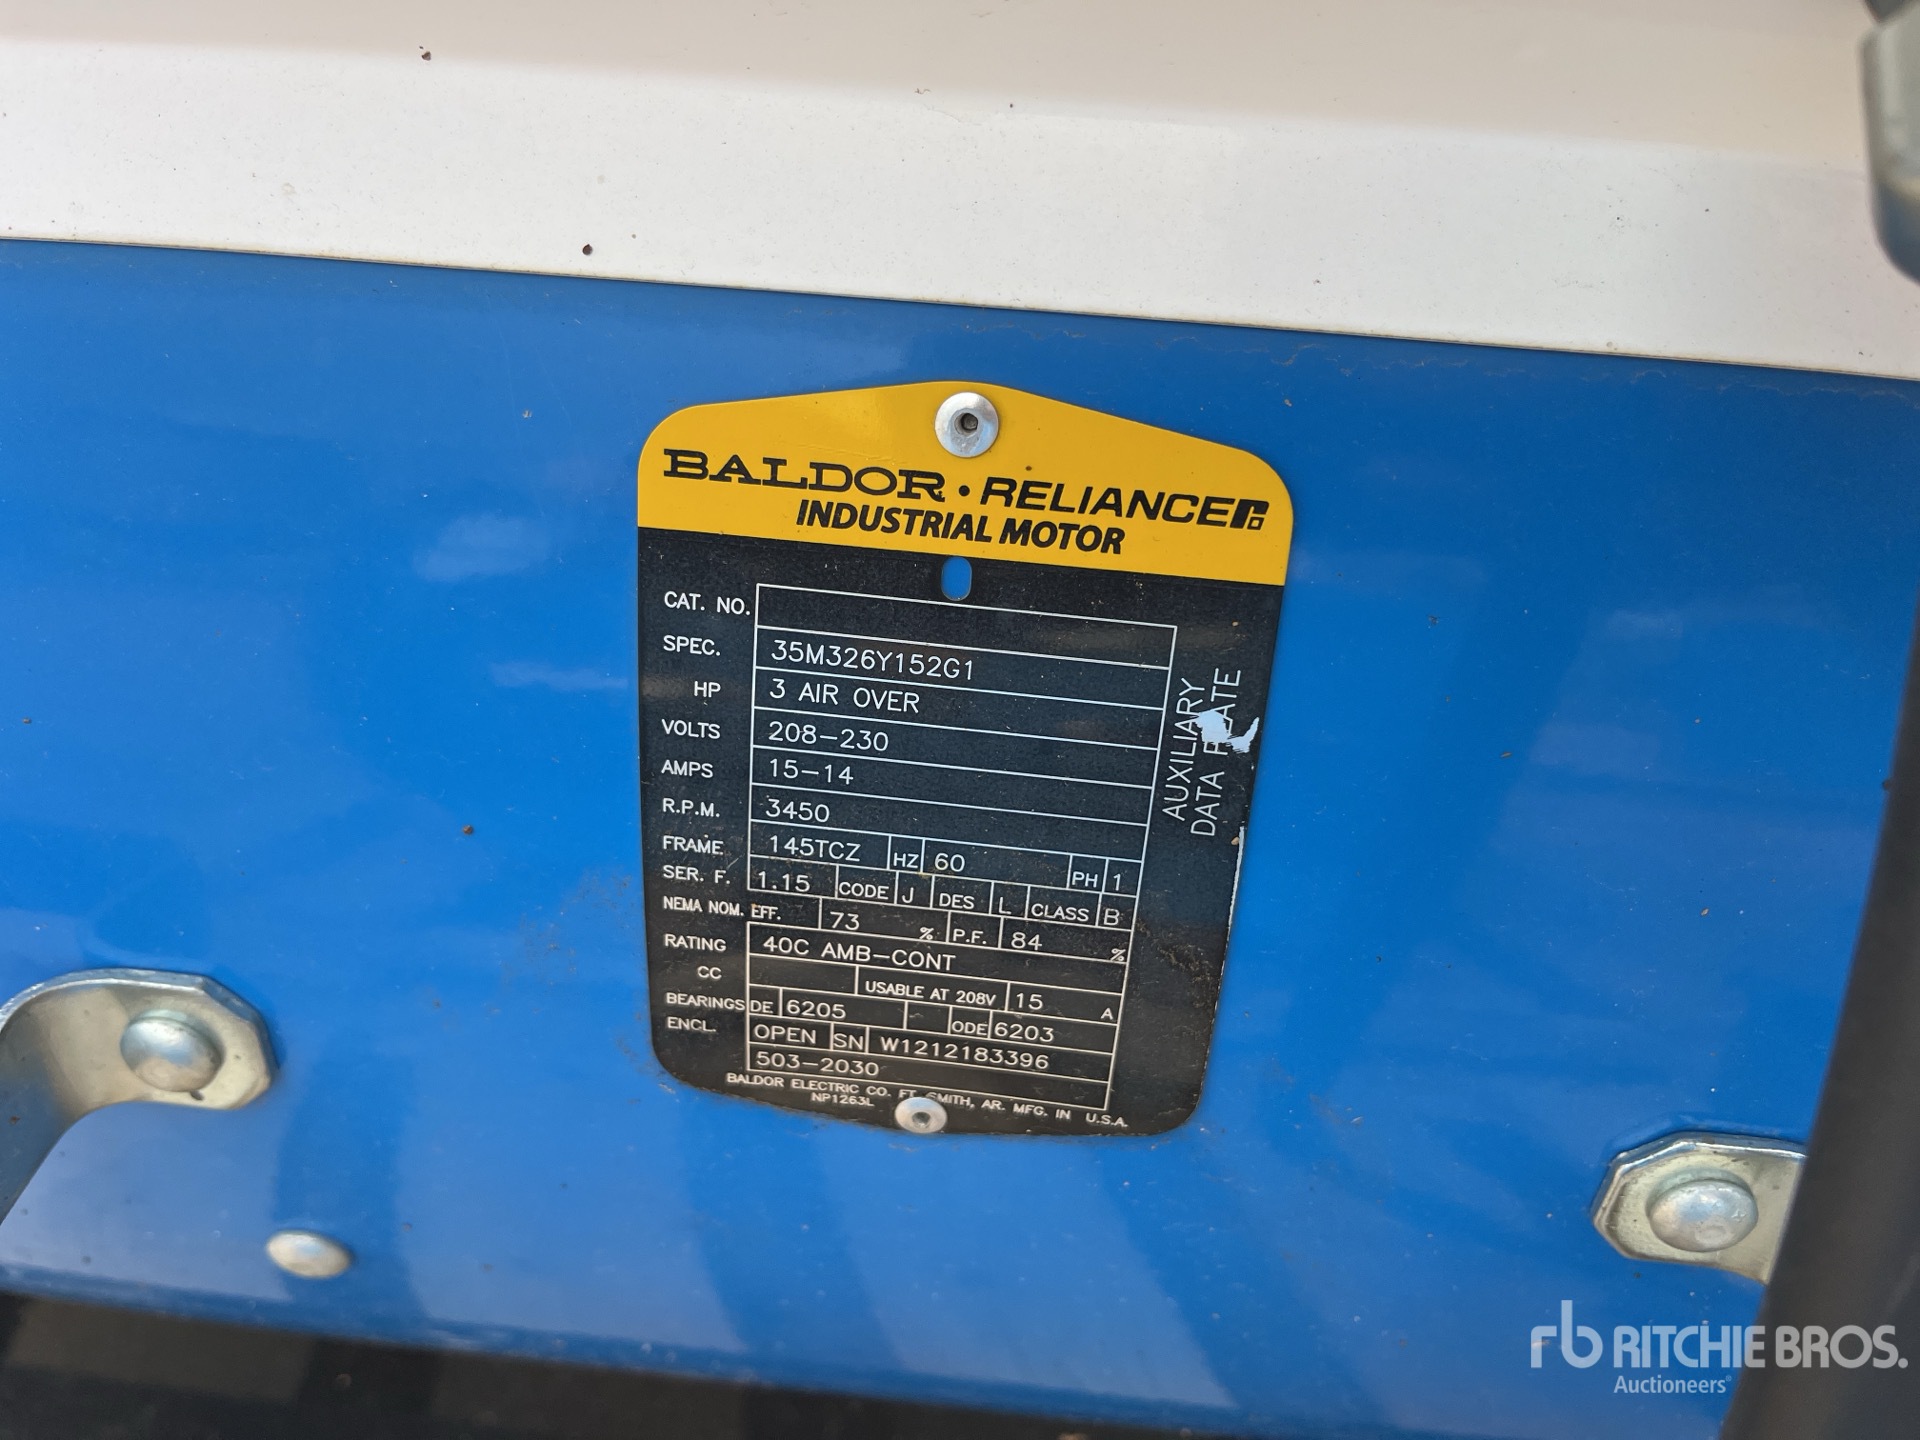 BALDOR • RELIANCE
INDUSTRIAL MOTOR
CAT. NO.
SPEC. 35M326Y152G1
HP 3 AIR OVER
VOLTS 208-230
AMPS 15-14
R.P.M. 3450
FRAME 145TCZ HZ 60 PH 1
SER. F. 1.15 CODE J DES L CLASS B
NEMA NOM. EFF. 73 % P.F. 84 %
RATING 40C AMB-CONT
CC USABLE AT 208V 15 A
BEARINGS DE 6205 ODE 6203
ENCL. OPEN SN W1212183396
503-2030
BALDOR ELECTRIC CO. FT. SMITH, AR. MFG. IN U.S.A.
NP1263L
AUXILIARY
DATA PLATE
rb RITCHIE BROS.
Auctioneers®